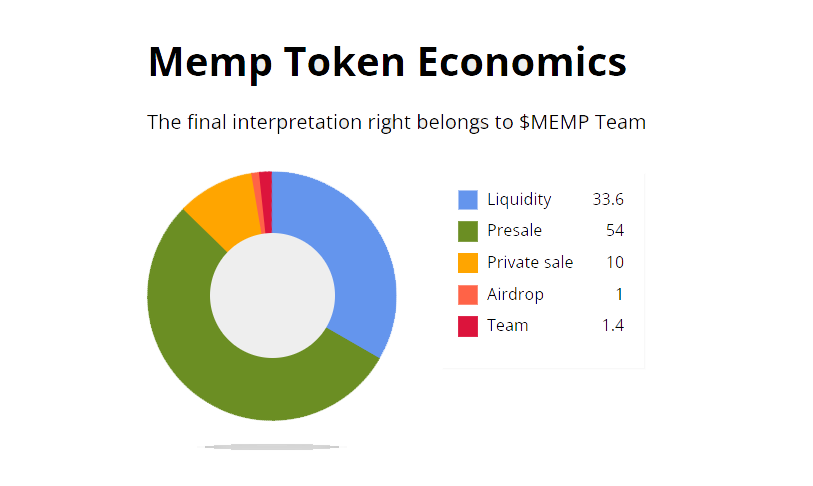 Memp Token Economics
The final interpretation right belongs to $MEMP Team
Liquidity 33.6
Presale 54
Private sale 10
Airdrop 1
Team 1.4